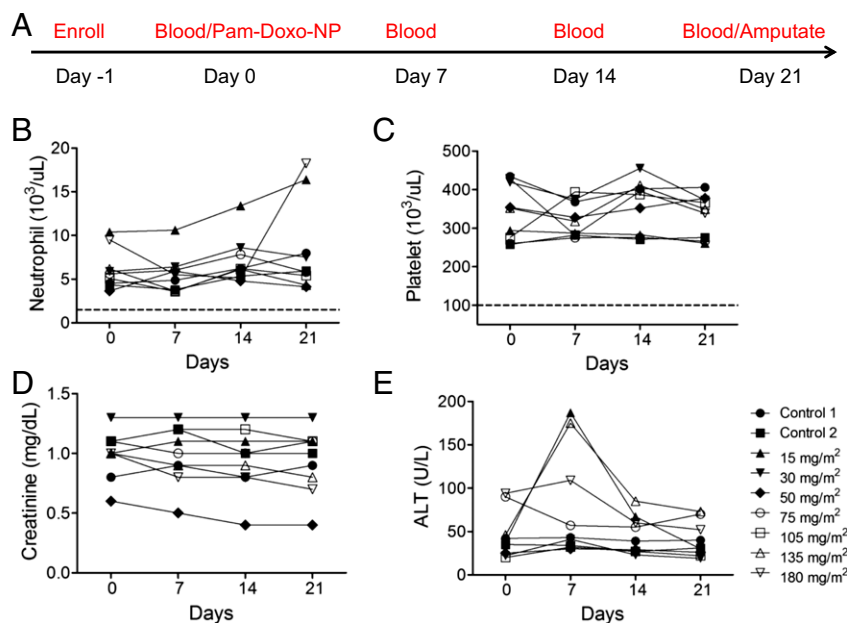 A
Enroll Blood/Pam-Doxo-NP Blood Blood Blood/Amputate
Day -1 Day 0 Day 7 Day 14 Day 21
B
Neutrophil (10³/uL)
20
15
10
5
0
0 7 14 21
Days
C
Platelet (10³/uL)
500
400
300
200
100
0 7 14 21
Days
D
Creatinine (mg/dL)
1.5
1.0
0.5
0.0
0 7 14 21
Days
E
ALT (U/L)
200
150
100
50
0
0 7 14 21
Days
Control 1
Control 2
15 mg/m²
30 mg/m²
50 mg/m²
75 mg/m²
105 mg/m²
135 mg/m²
180 mg/m²